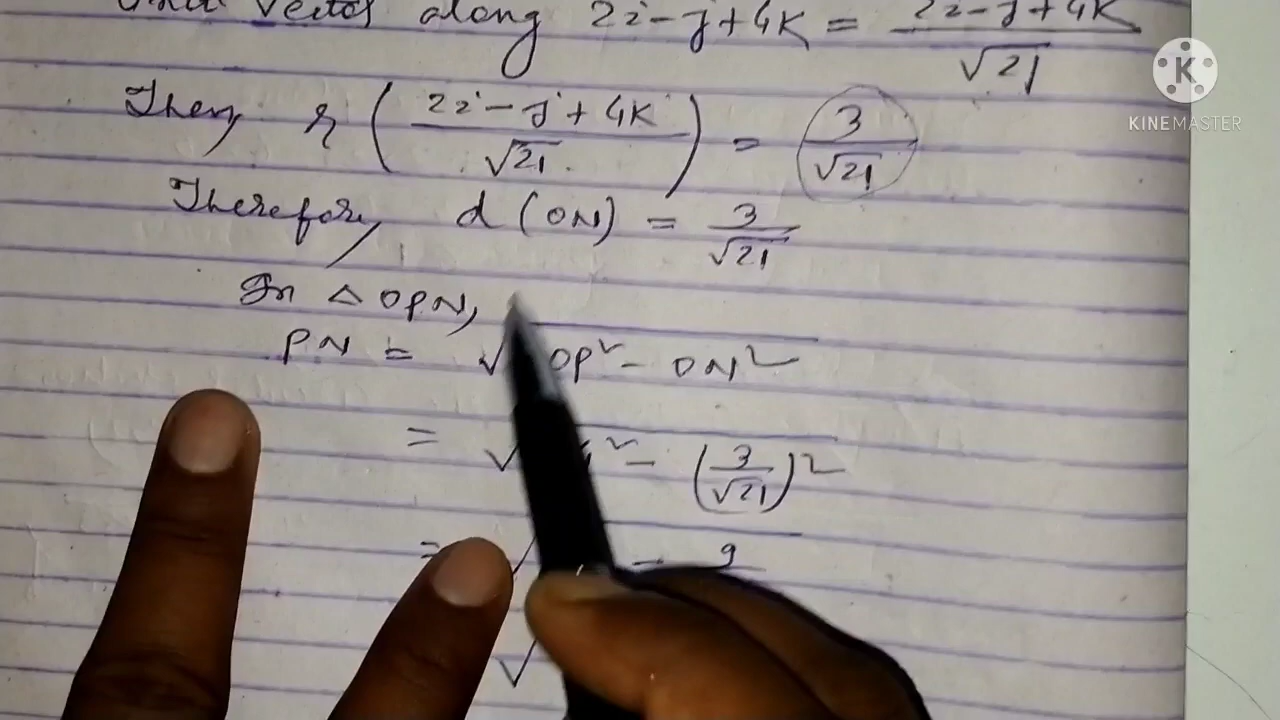 Unit vector along 2i - j + 4k = 2i - j + 4k / √21
Then, r ( 2i - j + 4k / √21 ) = 3 / √21
Therefore, d (ON) = 3 / √21
In △ OPN,
PN = √ OP² - ON²
= √ ² - (3 / √21)²
= √ - 9
√
K
KINEMASTER